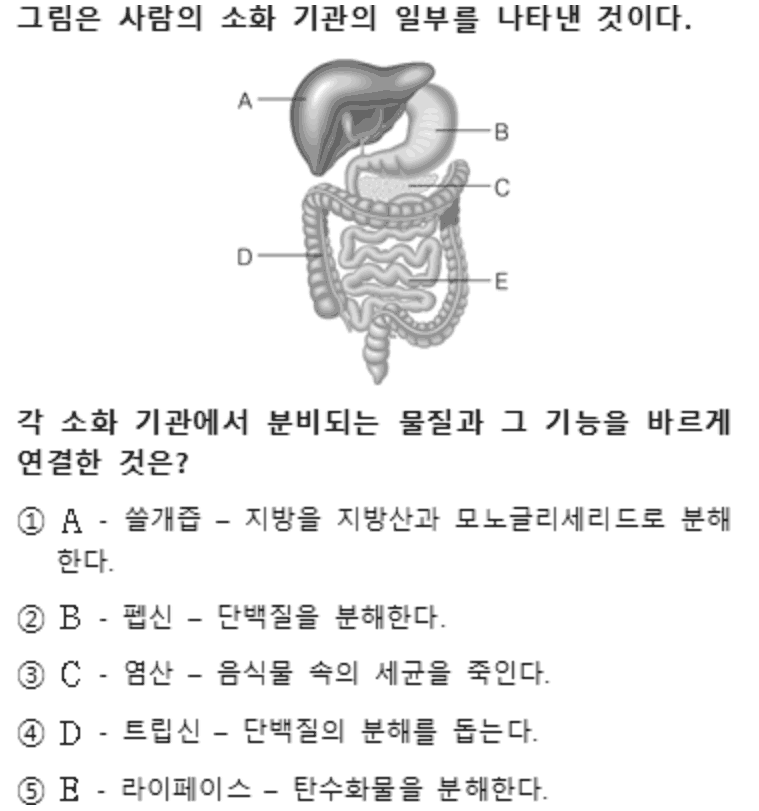 그림은 사람의 소화 기관의 일부를 나타낸 것이다.
A
B
C
D
E
각 소화 기관에서 분비되는 물질과 그 기능을 바르게
연결한 것은?
① A - 쓸개즙 – 지방을 지방산과 모노글리세리드로 분해
한다.
② B - 펩신 – 단백질을 분해한다.
③ C - 염산 – 음식물 속의 세균을 죽인다.
④ D - 트립신 – 단백질의 분해를 돕는다.
⑤ E - 라이페이스 – 탄수화물을 분해한다.